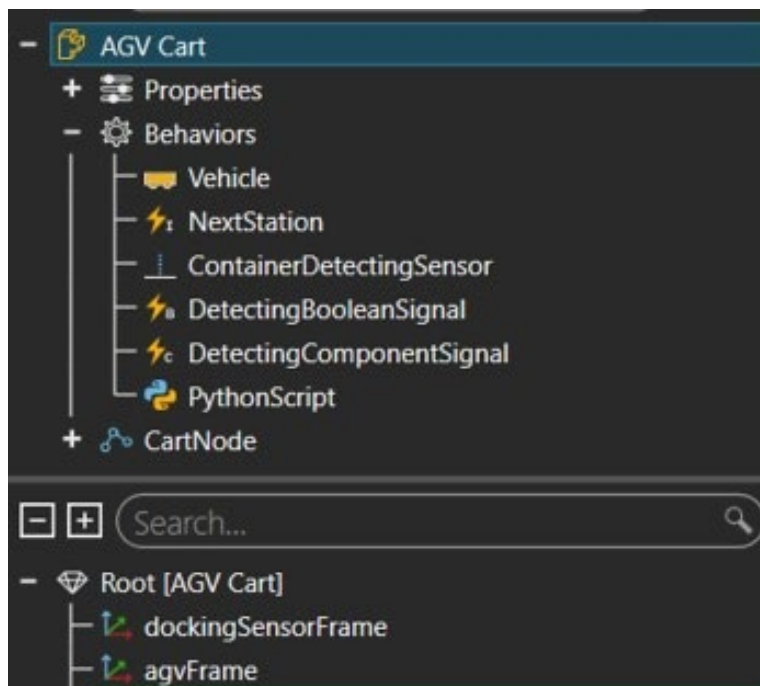 AGV Cart
Properties
Behaviors
Vehicle
NextStation
ContainerDetectingSensor
DetectingBooleanSignal
DetectingComponentSignal
PythonScript
CartNode
Search...
Root [AGV Cart]
dockingSensorFrame
agvFrame